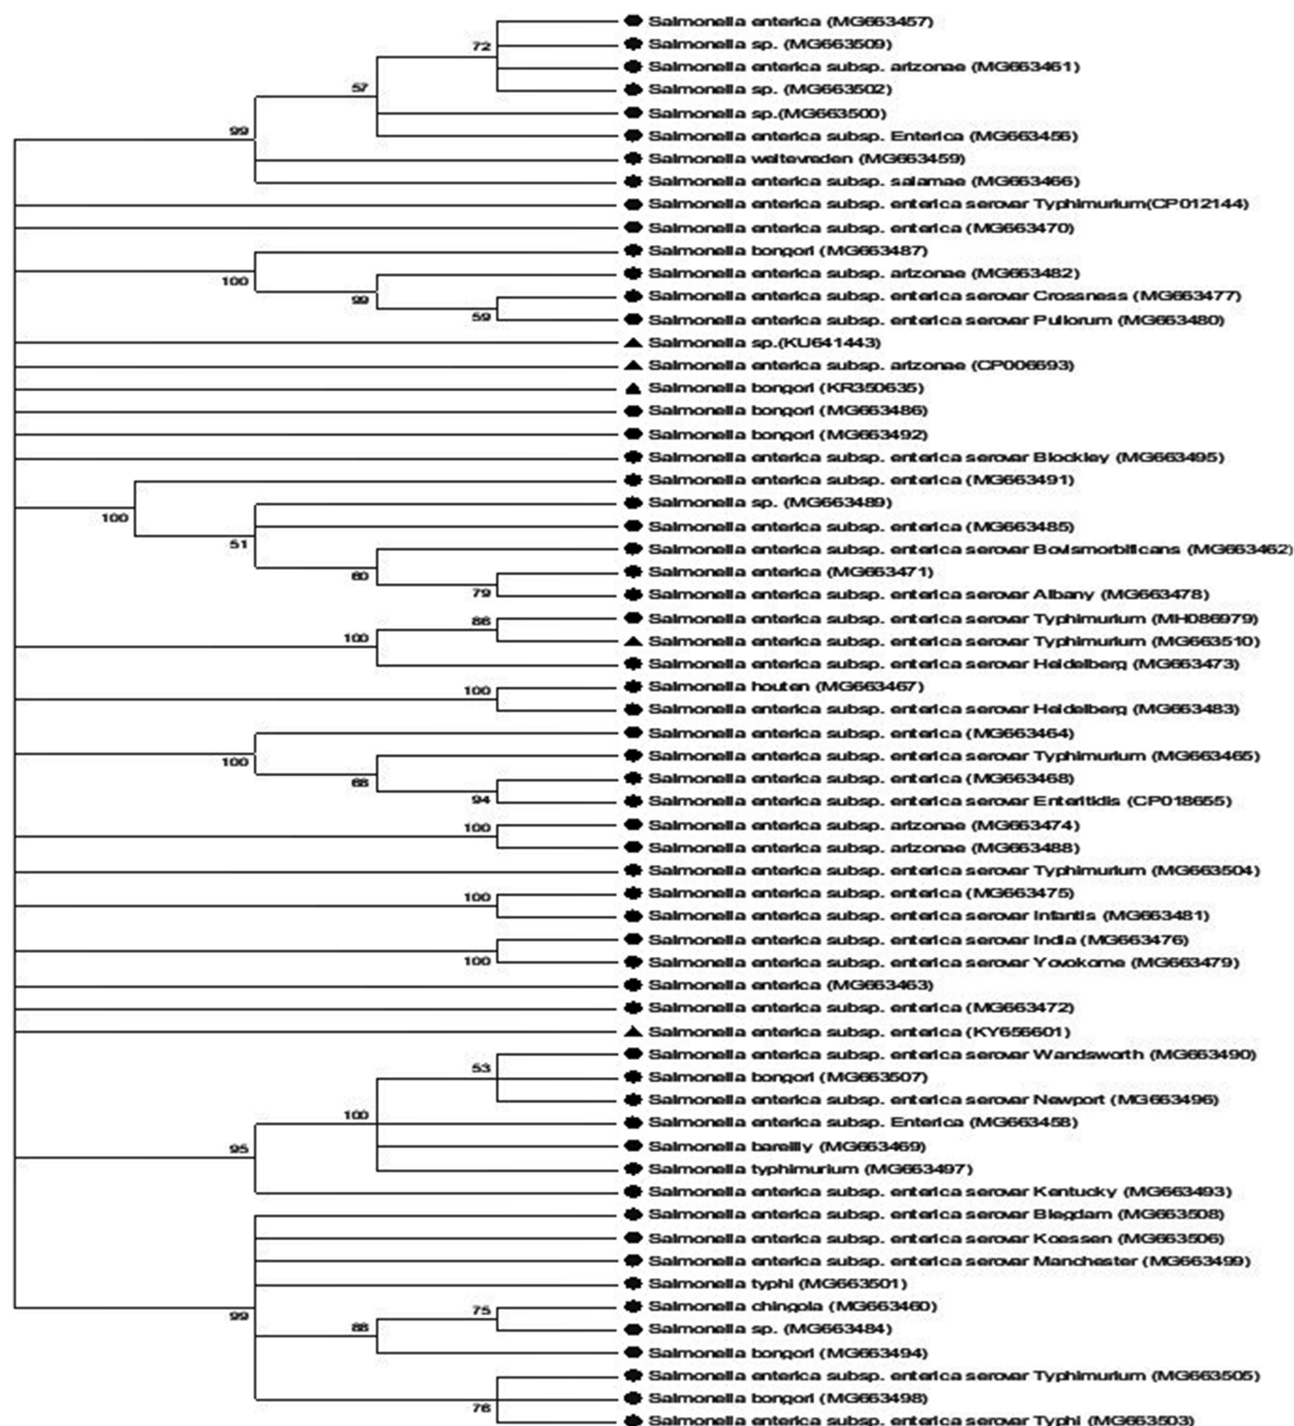 Salmonella enterica (MG663457)
72
Salmonella sp. (MG663509)
Salmonella enterica subsp. arizonae (MG663461)
57
Salmonella sp. (MG663502)
Salmonella sp.(MG663500)
99
Salmonella enterica subsp. Enterica (MG663456)
Salmonella weltevreden (MG663459)
Salmonella enterica subsp. salamae (MG663466)
Salmonella enterica subsp. enterica serovar Typhimurium(CP012144)
Salmonella enterica subsp. enterica (MG663470)
Salmonella bongori (MG663487)
100
Salmonella enterica subsp. arizonae (MG663482)
99
Salmonella enterica subsp. enterica serovar Crossness (MG663477)
59
Salmonella enterica subsp. enterica serovar Pullorum (MG663480)
Salmonella sp.(KU641443)
Salmonella enterica subsp. arizonae (CP006693)
Salmonella bongori (KR350635)
Salmonella bongori (MG663486)
Salmonella bongori (MG663492)
Salmonella enterica subsp. enterica serovar Blockley (MG663495)
Salmonella enterica subsp. enterica (MG663491)
Salmonella sp. (MG663489)
100
Salmonella enterica subsp. enterica (MG663485)
51
Salmonella enterica subsp. enterica serovar Bovismorbificans (MG663462)
60
Salmonella enterica (MG663471)
79
Salmonella enterica subsp. enterica serovar Albany (MG663478)
86
Salmonella enterica subsp. enterica serovar Typhimurium (MH086979)
100
Salmonella enterica subsp. enterica serovar Typhimurium (MG663510)
Salmonella enterica subsp. enterica serovar Heidelberg (MG663473)
100
Salmonella houten (MG663467)
Salmonella enterica subsp. enterica serovar Heidelberg (MG663483)
Salmonella enterica subsp. enterica (MG663464)
100
Salmonella enterica subsp. enterica serovar Typhimurium (MG663465)
68
Salmonella enterica subsp. enterica (MG663468)
94
Salmonella enterica subsp. enterica serovar Enteritidis (CP018655)
100
Salmonella enterica subsp. arizonae (MG663474)
Salmonella enterica subsp. arizonae (MG663488)
Salmonella enterica subsp. enterica serovar Typhimurium (MG663504)
100
Salmonella enterica subsp. enterica (MG663475)
Salmonella enterica subsp. enterica serovar Infantis (MG663481)
Salmonella enterica subsp. enterica serovar India (MG663476)
100
Salmonella enterica subsp. enterica serovar Yovokome (MG663479)
Salmonella enterica (MG663463)
Salmonella enterica subsp. enterica (MG663472)
Salmonella enterica subsp. enterica (KY656601)
Salmonella enterica subsp. enterica serovar Wandsworth (MG663490)
53
Salmonella bongori (MG663507)
Salmonella enterica subsp. enterica serovar Newport (MG663496)
100
Salmonella enterica subsp. Enterica (MG663458)
95
Salmonella bareilly (MG663469)
Salmonella typhimurium (MG663497)
Salmonella enterica subsp. enterica serovar Kentucky (MG663493)
Salmonella enterica subsp. enterica serovar Blegdam (MG663508)
Salmonella enterica subsp. enterica serovar Koessen (MG663506)
Salmonella enterica subsp. enterica serovar Manchester (MG663499)
Salmonella typhi (MG663501)
99
75
Salmonella chingola (MG663460)
88
Salmonella sp. (MG663484)
Salmonella bongori (MG663494)
Salmonella enterica subsp. enterica serovar Typhimurium (MG663505)
76
Salmonella bongori (MG663498)
Salmonella enterica subsp. enterica serovar Typhi (MG663503)